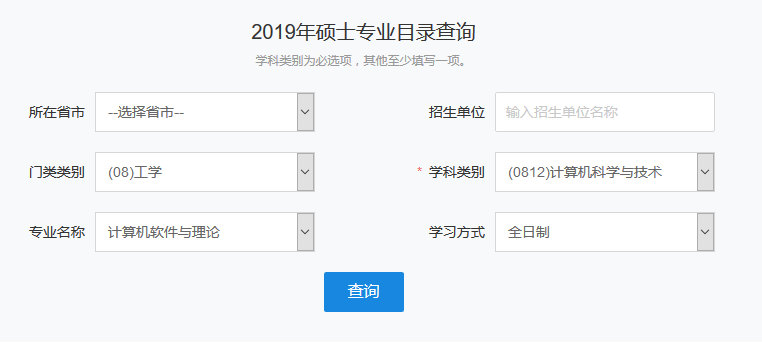 2019年硕士专业目录查询
学科类别为必选项，其他至少填写一项。
所在省市 --选择省市-- 招生单位 输入招生单位名称
门类类别 (08)工学 * 学科类别 (0812)计算机科学与技术
专业名称 计算机软件与理论 学习方式 全日制
查询